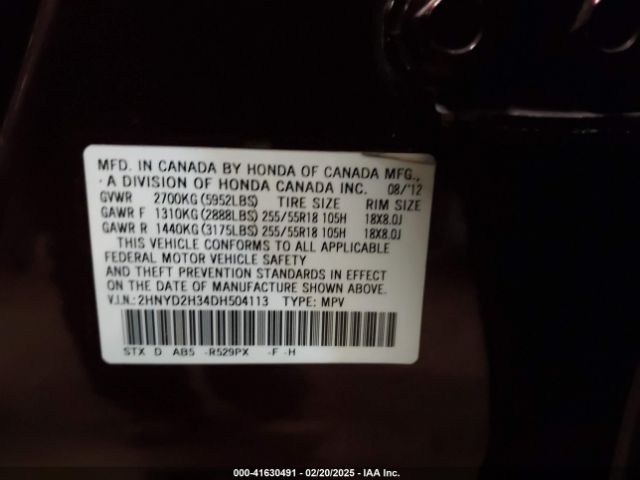 MFD. IN CANADA BY HONDA OF CANADA MFG.,
A DIVISION OF HONDA CANADA INC. 08/'12
GVWR 2700KG (5952LBS) TIRE SIZE RIM SIZE
GAWR F 1310KG (2888LBS) 255/55R18 105H 18X8.0J
GAWR R 1440KG (3175LBS) 255/55R18 105H 18X8.0J
THIS VEHICLE CONFORMS TO ALL APPLICABLE
FEDERAL MOTOR VEHICLE SAFETY
AND THEFT PREVENTION STANDARDS IN EFFECT
ON THE DATE OF MANUFACTURE SHOWN ABOVE.
V.I.N.: 2HNYD2H34DH504113 TYPE: MPV
STX D AB5 -R529PX -F -H
000-41630491 - 02/20/2025 - IAA Inc.